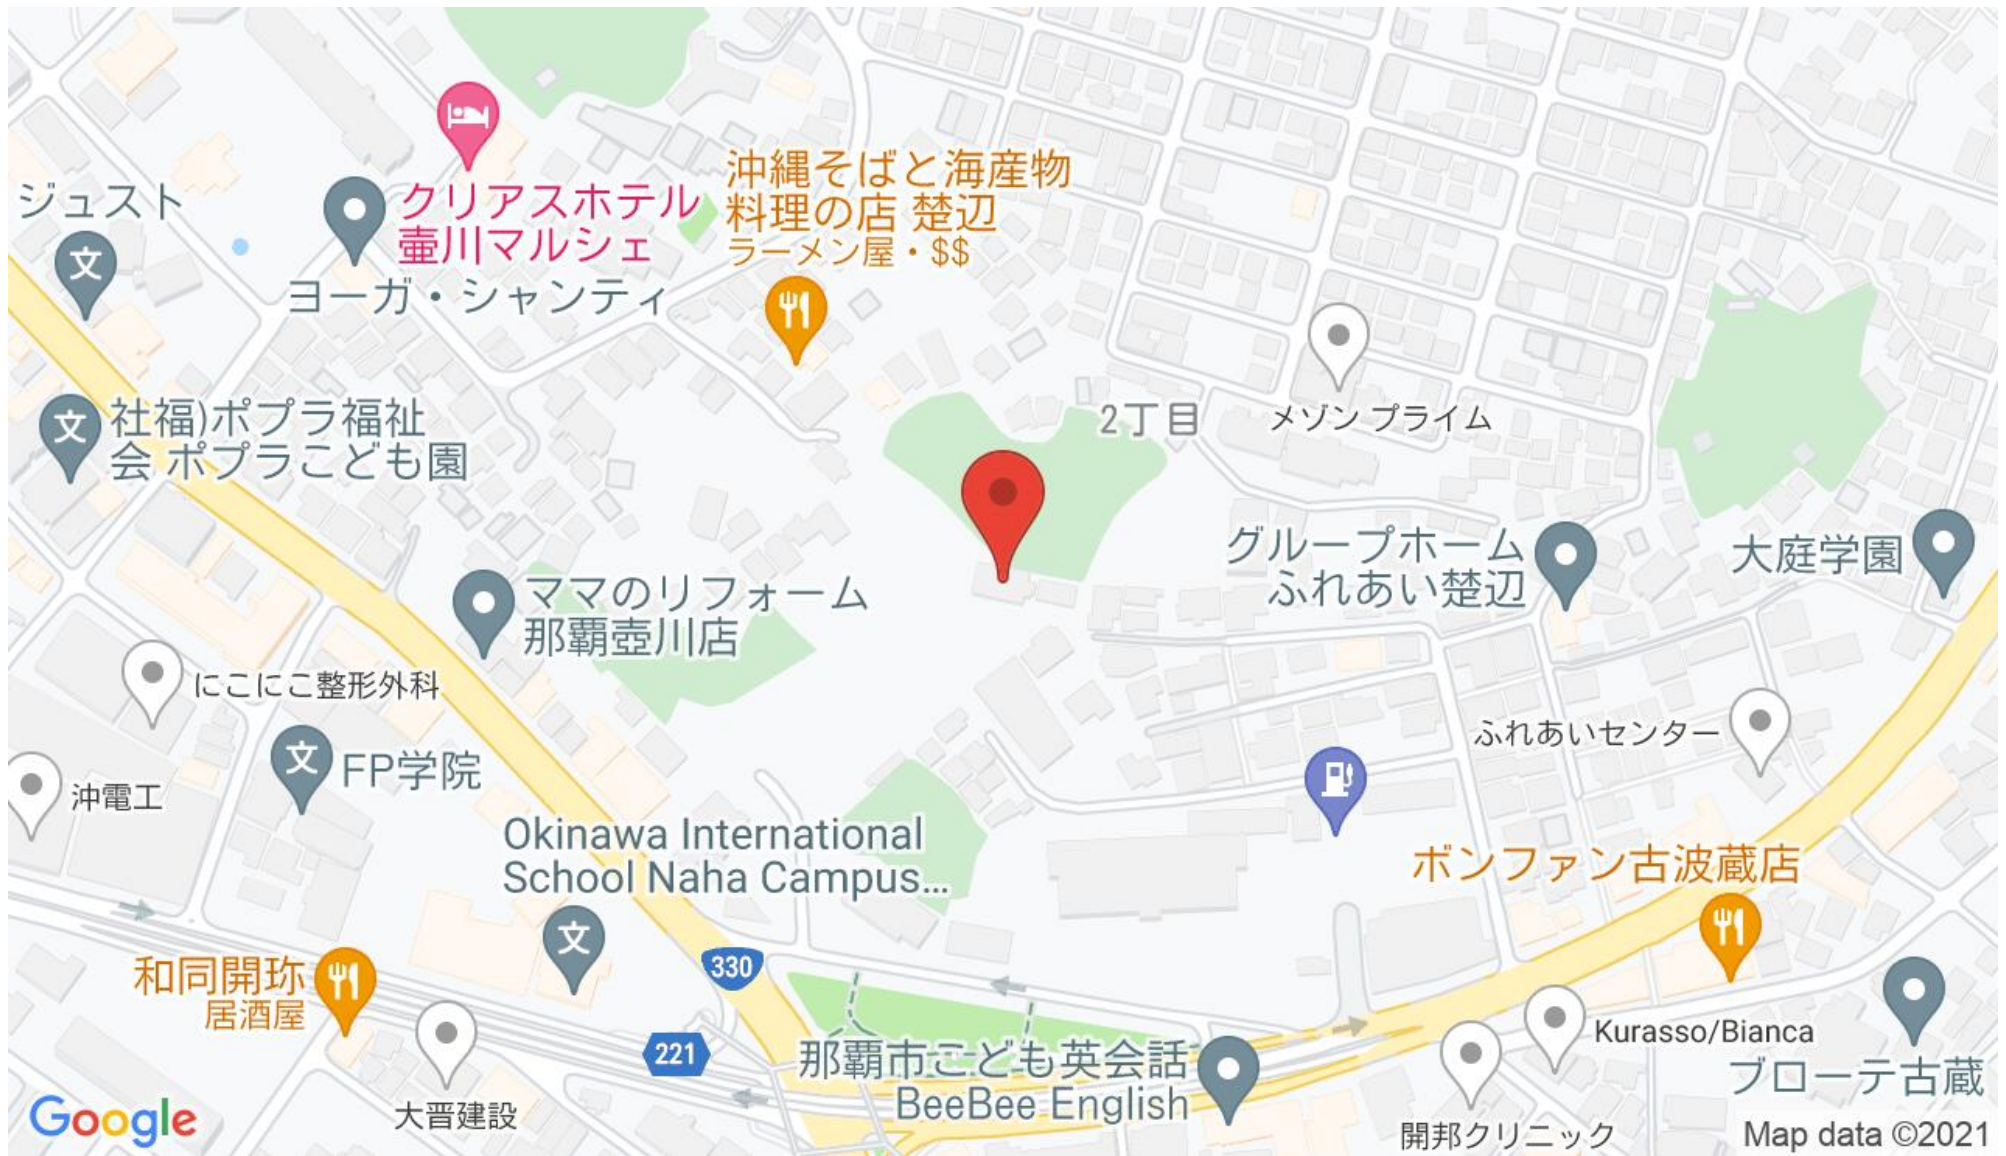 沖縄そばと海産物
料理の店 楚辺
ラーメン屋・$$
ジュスト
クリアスホテル
壷川マルシェ
ヨーガ・シャンティ
社福)ポプラ福祉
会 ポプラこども園
2丁目
メゾン プライム
グループホーム
ふれあい楚辺
大庭学園
ママのリフォーム
那覇壺川店
にこにこ整形外科
FP学院
沖電工
ふれあいセンター
Okinawa International
School Naha Campus...
ボンファン古波蔵店
330
和同開珎
居酒屋
221
那覇市こども英会話
BeeBee English
Kurasso/Bianca
ブローテ古蔵
大晋建設
開邦クリニック
Google
Map data ©2021
文
文
文
文